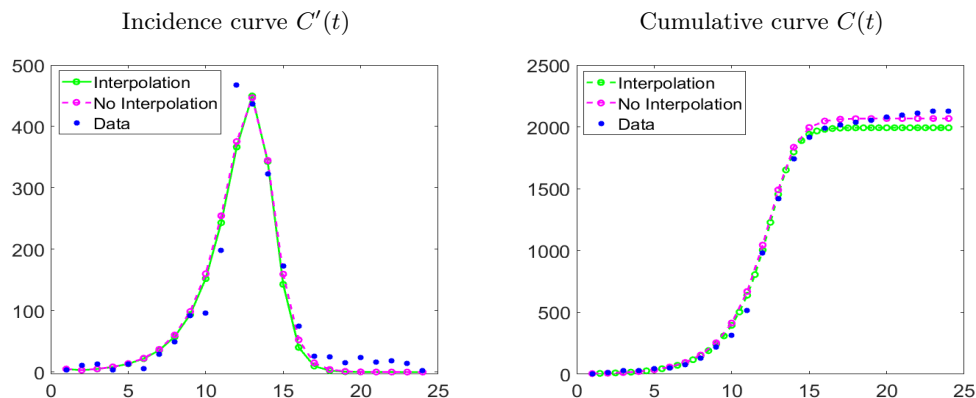 Incidence curve C′(t)
Cumulative curve C(t)
500
400
300
200
100
0
0 5 10 15 20 25
Interpolation
No Interpolation
Data
2500
2000
1500
1000
500
0
0 5 10 15 20 25
Interpolation
No Interpolation
Data